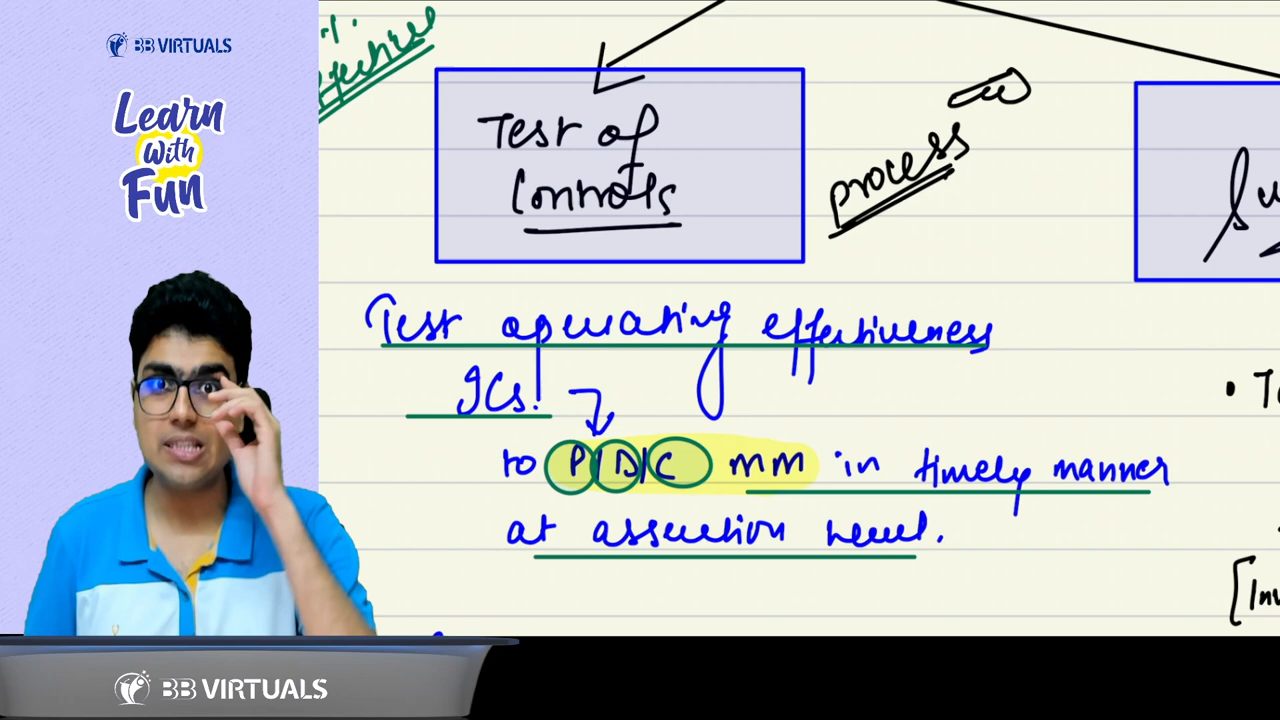 BB VIRTUALS
Learn
With
Fun
Test of
Controls
process
Test operating effectiveness
ICs!
to P/D/C MM in timely manner
at assertion level.
BB VIRTUALS